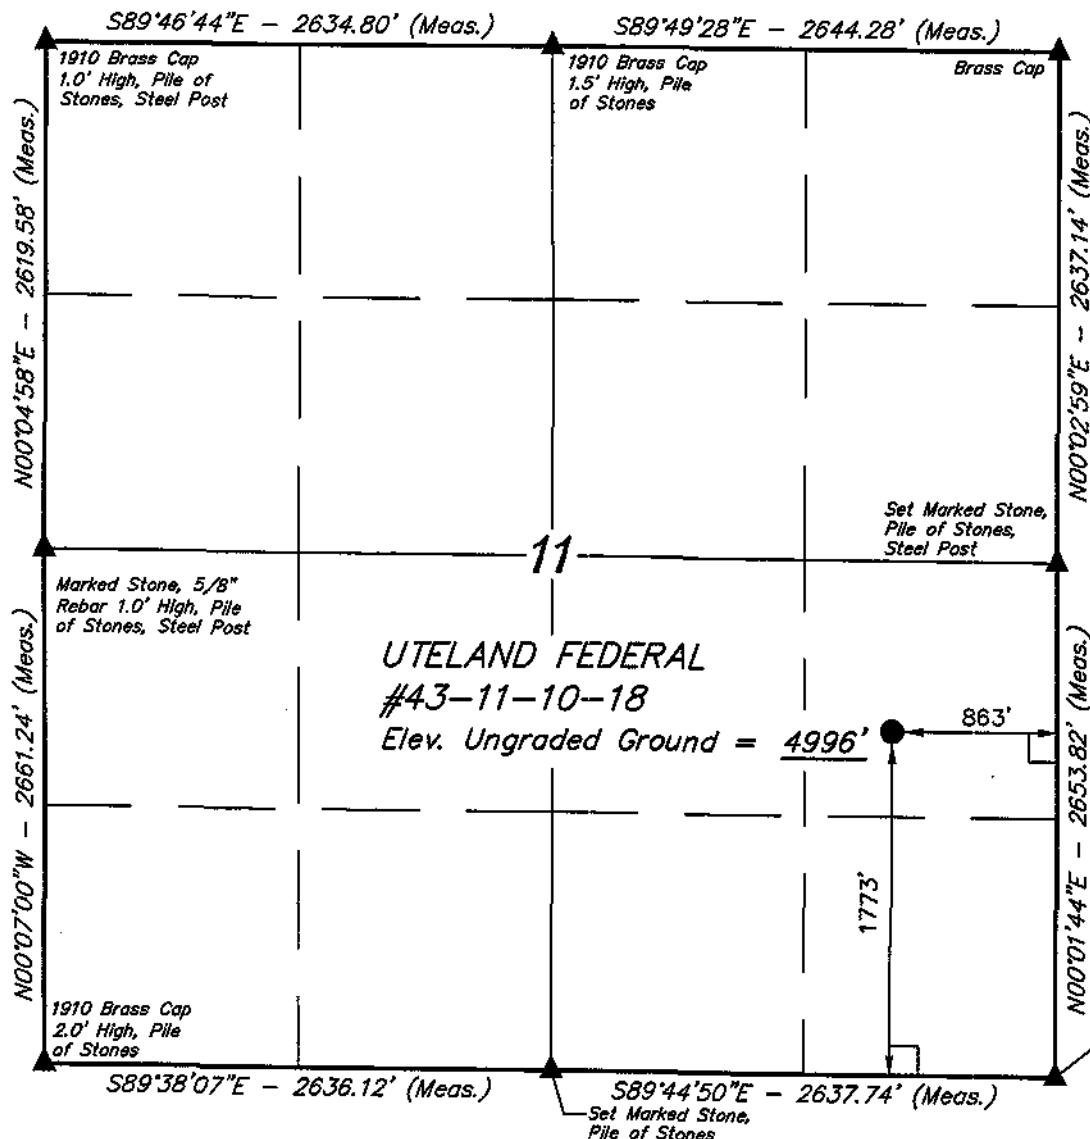 S89°46'44"E - 2634.80' (Meas.)
S89°49'28"E - 2644.28' (Meas.)
1910 Brass Cap
1.0' High, Pile of
Stones, Steel Post
1910 Brass Cap
1.5' High, Pile
of Stones
Brass Cap
N00°04'58"E - 2619.58' (Meas.)
N00°02'59"E - 2637.14' (Meas.)
Set Marked Stone,
Pile of Stones,
Steel Post
11
Marked Stone, 5/8"
Rebar 1.0' High, Pile
of Stones, Steel Post
UTELAND FEDERAL
#43-11-10-18
Elev. Ungraded Ground = 4996'
863'
1773'
N00°07'00"W - 2661.24' (Meas.)
N00°01'44"E - 2653.82' (Meas.)
1910 Brass Cap
2.0' High, Pile
of Stones
S89°38'07"E - 2636.12' (Meas.)
S89°44'50"E - 2637.74' (Meas.)
Set Marked Stone,
Pile of Stones